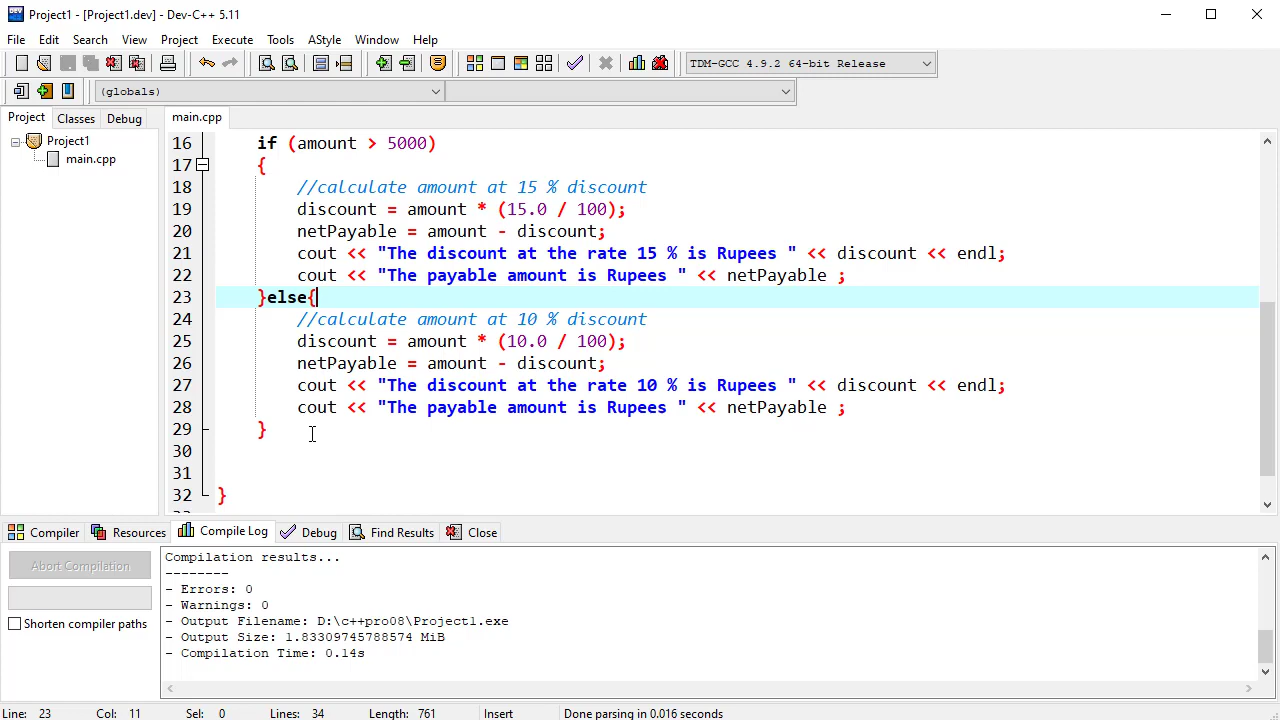 Project1 - [Project1.dev] - Dev-C++ 5.11
File Edit Search View Project Execute Tools AStyle Window Help
TDM-GCC 4.9.2 64-bit Release
(globals)
Project Classes Debug main.cpp
Project1
main.cpp
16 if (amount > 5000)
17 {
18 //calculate amount at 15 % discount
19 discount = amount * (15.0 / 100);
20 netPayable = amount - discount;
21 cout << "The discount at the rate 15 % is Rupees " << discount << endl;
22 cout << "The payable amount is Rupees " << netPayable ;
23 }else{
24 //calculate amount at 10 % discount
25 discount = amount * (10.0 / 100);
26 netPayable = amount - discount;
27 cout << "The discount at the rate 10 % is Rupees " << discount << endl;
28 cout << "The payable amount is Rupees " << netPayable ;
29 }
30
31
32 }
Compiler Resources Compile Log Debug Find Results Close
Abort Compilation
Shorten compiler paths
Compilation results...
--------
- Errors: 0
- Warnings: 0
- Output Filename: D:\c++pro08\Project1.exe
- Output Size: 1.83309745788574 MiB
- Compilation Time: 0.14s
Line: 23 Col: 11 Sel: 0 Lines: 34 Length: 761 Insert Done parsing in 0.016 seconds